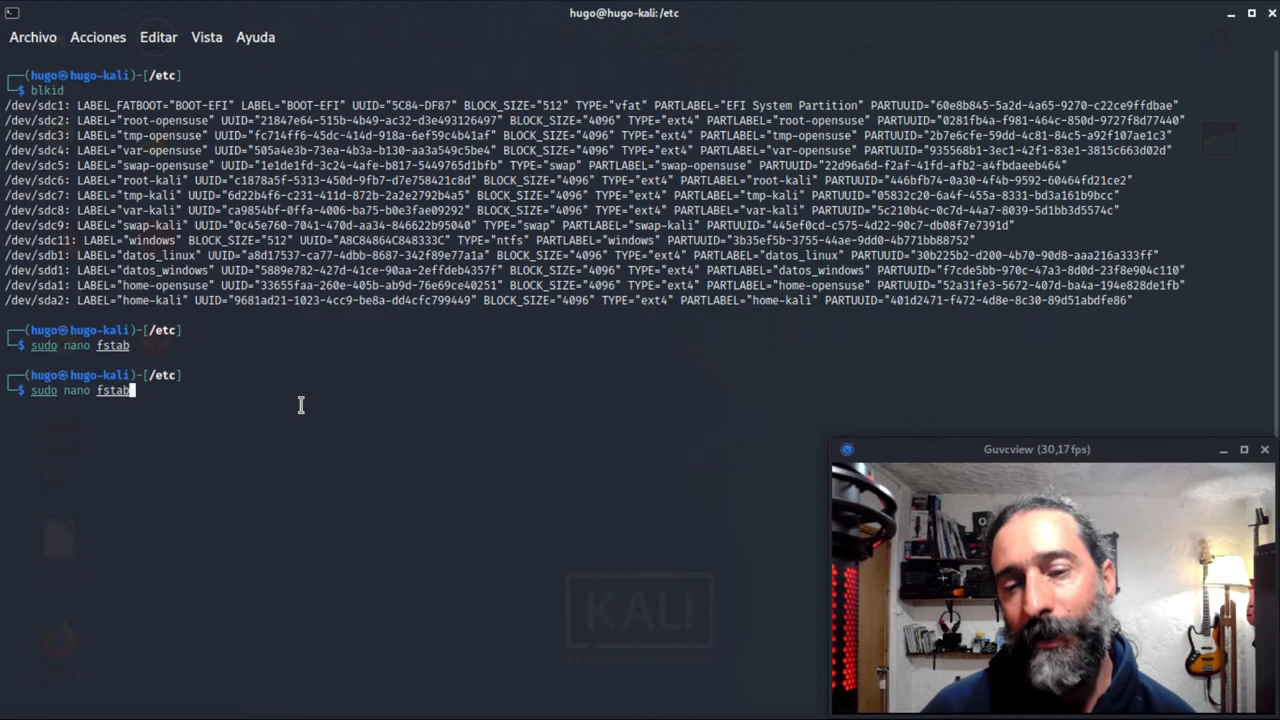 hugo@hugo-kali:/etc
Archivo Acciones Editar Vista Ayuda
┌──(hugo㉿hugo-kali)-[/etc]
└─$ blkid
/dev/sdc1: LABEL_FATBOOT="BOOT-EFI" LABEL="BOOT-EFI" UUID="5C84-DF87" BLOCK_SIZE="512" TYPE="vfat" PARTLABEL="EFI System Partition" PARTUUID="60e8b845-5a2d-4a65-9270-c22ce9ffdbae"
/dev/sdc2: LABEL="root-opensuse" UUID="21847e64-515b-4b49-ac32-d3e493126497" BLOCK_SIZE="4096" TYPE="ext4" PARTLABEL="root-opensuse" PARTUUID="0281fb4a-f981-464c-850d-9727f8d77440"
/dev/sdc3: LABEL="tmp-opensuse" UUID="fc714ff6-45dc-414d-918a-6ef59c4b41af" BLOCK_SIZE="4096" TYPE="ext4" PARTLABEL="tmp-opensuse" PARTUUID="2b7e6cfe-59dd-4c81-84c5-a92f107ae1c3"
/dev/sdc4: LABEL="var-opensuse" UUID="505a4e3b-73ea-4b3a-b130-aa3a549c5be4" BLOCK_SIZE="4096" TYPE="ext4" PARTLABEL="var-opensuse" PARTUUID="935568b1-3ec1-42f1-83e1-3815c663d02d"
/dev/sdc5: LABEL="swap-opensuse" UUID="1e1de1fd-3c24-4afe-b817-5449765d1bfb" TYPE="swap" PARTLABEL="swap-opensuse" PARTUUID="22d96a6d-f2af-41fd-afb2-a4fbdaeeb464"
/dev/sdc6: LABEL="root-kali" UUID="c1878a5f-5313-450d-9fb7-d7e758421c8d" BLOCK_SIZE="4096" TYPE="ext4" PARTLABEL="root-kali" PARTUUID="446bfb74-0a30-4f4b-9592-60464fd21ce2"
/dev/sdc7: LABEL="tmp-kali" UUID="6d22b4f6-c231-411d-872b-2a2e2792b4a5" BLOCK_SIZE="4096" TYPE="ext4" PARTLABEL="tmp-kali" PARTUUID="05832c20-6a4f-455a-8331-bd3a161b9bcc"
/dev/sdc8: LABEL="var-kali" UUID="ca9854bf-0ffa-4006-ba75-b0e3fae09292" BLOCK_SIZE="4096" TYPE="ext4" PARTLABEL="var-kali" PARTUUID="5c210b4c-0c7d-44a7-8039-5d1bb3d5574c"
/dev/sdc9: LABEL="swap-kali" UUID="0c45e760-7041-470d-aa34-846622b95040" TYPE="swap" PARTLABEL="swap-kali" PARTUUID="445ef0cd-c575-4d22-90c7-db08f7e7391d"
/dev/sdc11: LABEL="windows" BLOCK_SIZE="512" UUID="A8C84864C848333C" TYPE="ntfs" PARTLABEL="windows" PARTUUID="3b35ef5b-3755-44ae-9dd0-4b771bb88752"
/dev/sdb1: LABEL="datos_linux" UUID="a8d17537-ca77-4dbb-8687-342f89e77a1a" BLOCK_SIZE="4096" TYPE="ext4" PARTLABEL="datos_linux" PARTUUID="30b225b2-d200-4b70-90d8-aaa216a333ff"
/dev/sdd1: LABEL="datos_windows" UUID="5889e782-427d-41ce-90aa-2effdeb4357f" BLOCK_SIZE="4096" TYPE="ext4" PARTLABEL="datos_windows" PARTUUID="f7cde5bb-970c-47a3-8d0d-23f8e904c110"
/dev/sda1: LABEL="home-opensuse" UUID="33655faa-260e-405b-ab9d-76e69ce40251" BLOCK_SIZE="4096" TYPE="ext4" PARTLABEL="home-opensuse" PARTUUID="52a31fe3-5672-407d-ba4a-194e828de1fb"
/dev/sda2: LABEL="home-kali" UUID="9681ad21-1023-4cc9-be8a-dd4cfc799449" BLOCK_SIZE="4096" TYPE="ext4" PARTLABEL="home-kali" PARTUUID="401d2471-f472-4d8e-8c30-89d51abdfe86"
┌──(hugo㉿hugo-kali)-[/etc]
└─$ sudo nano fstab
┌──(hugo㉿hugo-kali)-[/etc]
└─$ sudo nano fstab
Guvcview (30,17fps)
KALI